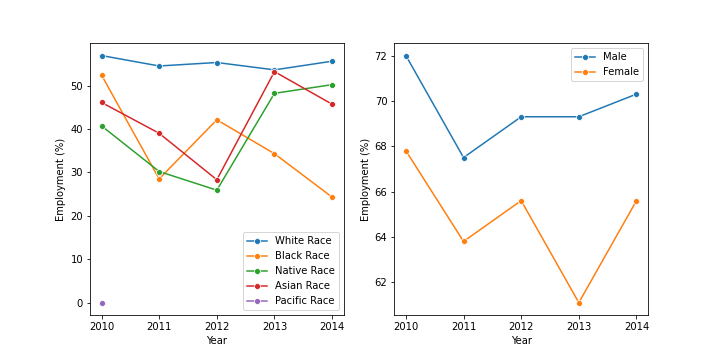 Employment (%)
50
40
30
20
10
0
2010 2011 2012 2013 2014
Year
White Race
Black Race
Native Race
Asian Race
Pacific Race
Employment (%)
72
70
68
66
64
62
2010 2011 2012 2013 2014
Year
Male
Female